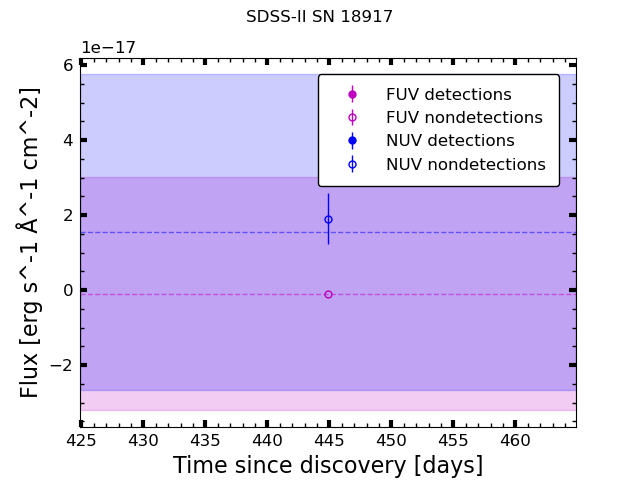 SDSS-II SN 18917
1e−17
6
4
2
0
−2
Flux [erg s^-1 Å^-1 cm^-2]
FUV detections
FUV nondetections
NUV detections
NUV nondetections
425 430 435 440 445 450 455 460
Time since discovery [days]